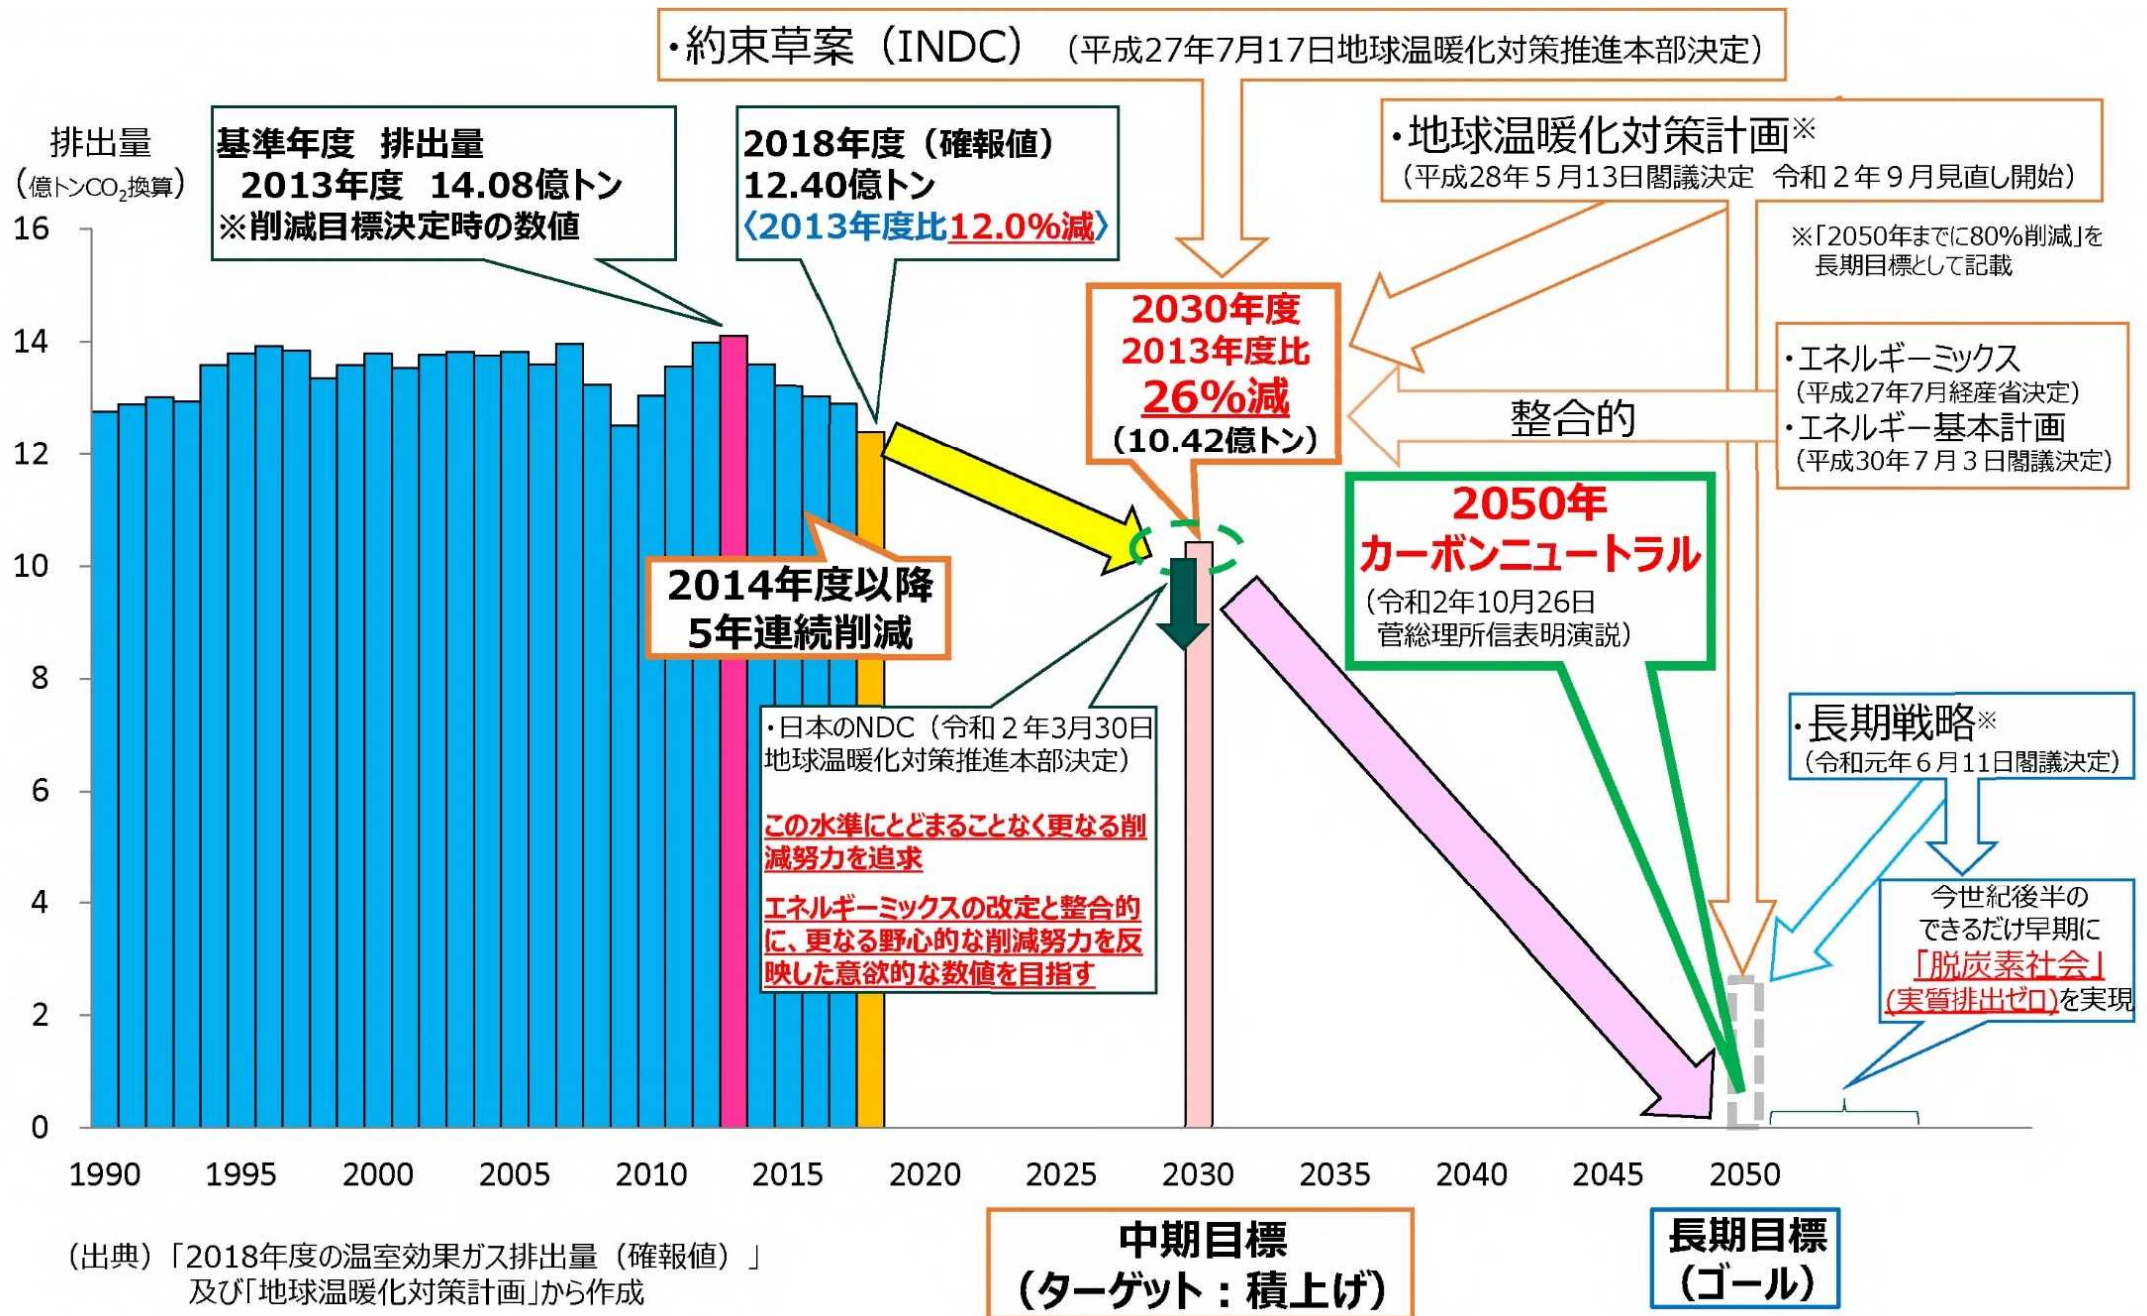 ・約束草案（INDC）（平成27年7月17日地球温暖化対策推進本部決定）
排出量
（億トンCO₂換算）
基準年度　排出量
2013年度　14.08億トン
※削減目標決定時の数値
2018年度（確報値）
12.40億トン
〈2013年度比12.0%減〉
・地球温暖化対策計画※
（平成28年５月13日閣議決定　令和２年９月見直し開始）
※「2050年までに80%削減」を
長期目標として記載
2030年度
2013年度比
26%減
（10.42億トン）
・エネルギーミックス
（平成27年7月経産省決定）
・エネルギー基本計画
（平成30年７月３日閣議決定）
整合的
2050年
カーボンニュートラル
（令和2年10月26日
菅総理所信表明演説）
2014年度以降
5年連続削減
・日本のNDC（令和２年3月30日
地球温暖化対策推進本部決定）
この水準にとどまることなく更なる削
減努力を追求
エネルギーミックスの改定と整合的
に、更なる野心的な削減努力を反
映した意欲的な数値を目指す
・長期戦略※
（令和元年６月11日閣議決定）
今世紀後半の
できるだけ早期に
「脱炭素社会」
(実質排出ゼロ)を実現
16
14
12
10
8
6
4
2
0
1990 1995 2000 2005 2010 2015 2020 2025 2030 2035 2040 2045 2050
中期目標
（ターゲット：積上げ）
長期目標
（ゴール）
（出典）「2018年度の温室効果ガス排出量（確報値）」
及び「地球温暖化対策計画」から作成